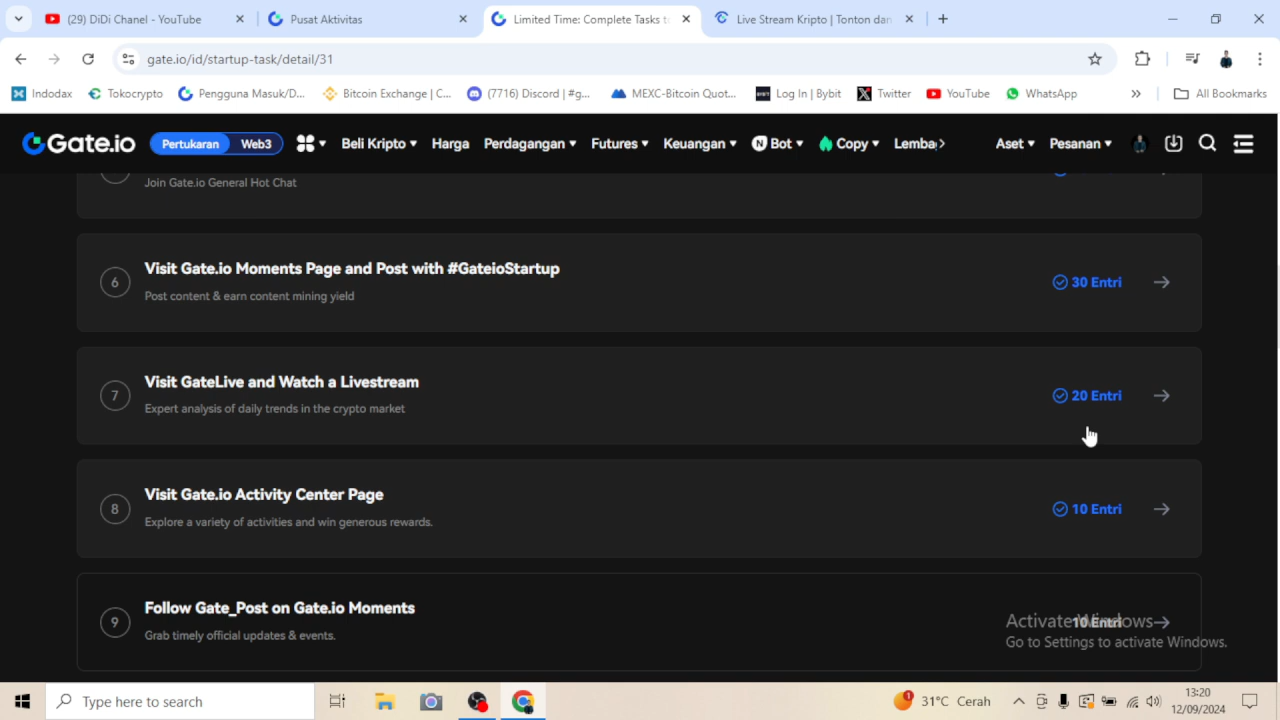 (29) DiDi Chanel - YouTube
Pusat Aktivitas
Limited Time: Complete Tasks to
Live Stream Kripto | Tonton dan
gate.io/id/startup-task/detail/31
Indodax
Tokocrypto
Pengguna Masuk/D...
Bitcoin Exchange | C...
(7716) Discord | #g...
MEXC-Bitcoin Quot...
Log In | Bybit
Twitter
YouTube
WhatsApp
All Bookmarks
Gate.io
Pertukaran
Web3
Beli Kripto
Harga
Perdagangan
Futures
Keuangan
Bot
Copy
Lemba
Aset
Pesanan
Join Gate.io General Hot Chat
6
Visit Gate.io Moments Page and Post with #GateioStartup
Post content & earn content mining yield
30 Entri
7
Visit GateLive and Watch a Livestream
Expert analysis of daily trends in the crypto market
20 Entri
8
Visit Gate.io Activity Center Page
Explore a variety of activities and win generous rewards.
10 Entri
9
Follow Gate_Post on Gate.io Moments
Grab timely official updates & events.
10 Entri
Activate Windows
Go to Settings to activate Windows.
Type here to search
1
31°C Cerah
13:20
12/09/2024